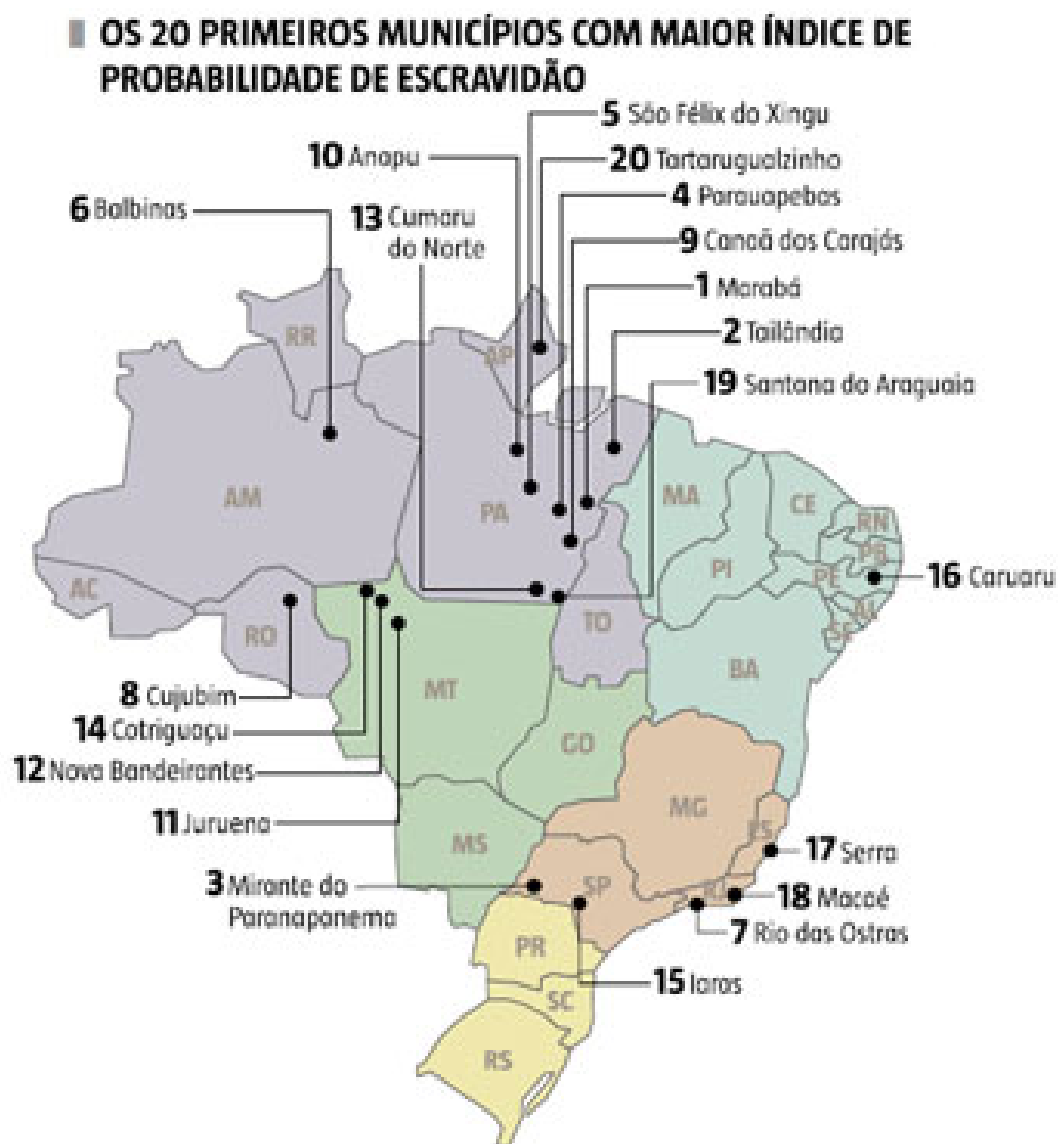 OS 20 PRIMEIROS MUNICÍPIOS COM MAIOR ÍNDICE DE
PROBABILIDADE DE ESCRAVIDÃO
5 São Félix do Xingu
10 Anapu
20 Tartarugalzinho
4 Parauapebas
6 Balbinas
13 Cumaru
do Norte
9 Canaã dos Carajás
1 Marabá
2 Tailândia
19 Santana do Araguaia
RR
AP
AM
PA
MA
CE
RN
PB
PI
PE
16 Caruaru
AC
AL
RO
TO
SE
BA
MT
8 Cujubim
14 Cotriguaçu
12 Nova Bandeirantes
GO
11 Juruena
MG
ES
MS
17 Serra
3 Mirante do
Paranapanema
SP
RJ
18 Macaé
7 Rio das Ostras
PR
15 Iaras
SC
RS